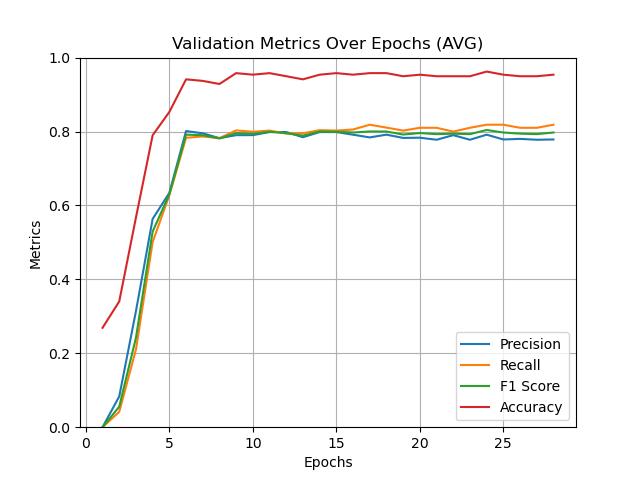 Validation Metrics Over Epochs (AVG)
1.0
0.8
0.6
0.4
0.2
0.0
Metrics
0
5
10
15
20
25
Epochs
Precision
Recall
F1 Score
Accuracy